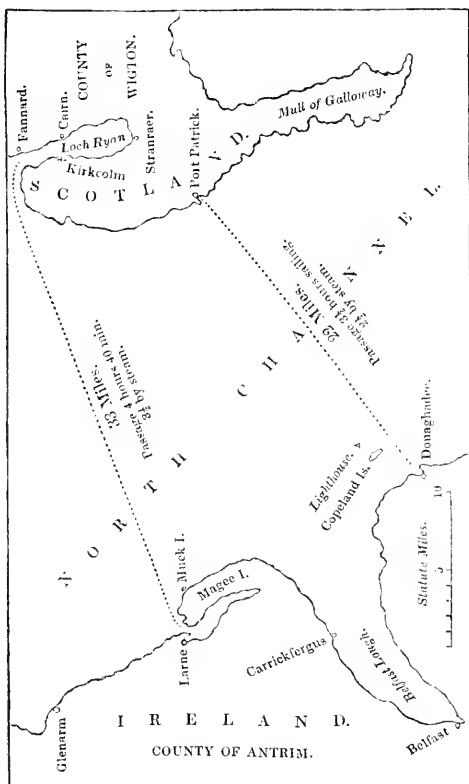 Fannard.
Cairn.
COUNTY
OF
WIGTON.
Loch Ryan
Kirkcolm
Stranraer.
SCOTLAND.
Port Patrick.
Mull of Galloway.
33 Miles.
Passage 4 hours 40 min.
3½ by steam.
22 Miles.
Passage 3½ hours sailing,
2¼ by steam.
NORTH CHANNEL.
Glenarm
Larne
Muck I.
Magee I.
Carrickfergus
Belfast Lough.
Belfast
Lighthouse.
Copeland Is.
Donaghadee.
Statute Miles.
5
10
IRELAND.
COUNTY OF ANTRIM.